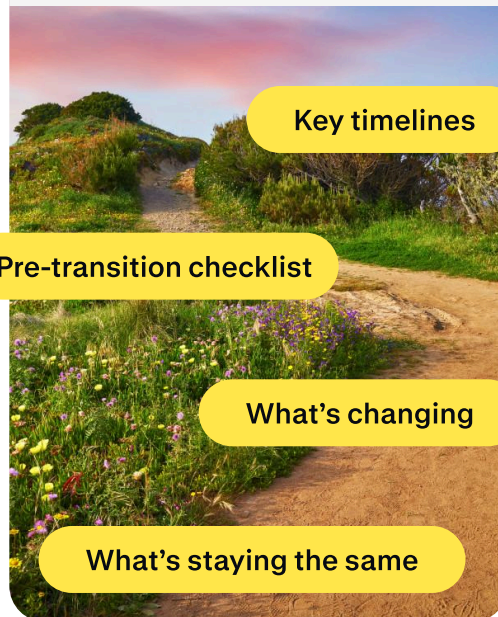 Key timelines
Pre-transition checklist
What’s changing
What’s staying the same